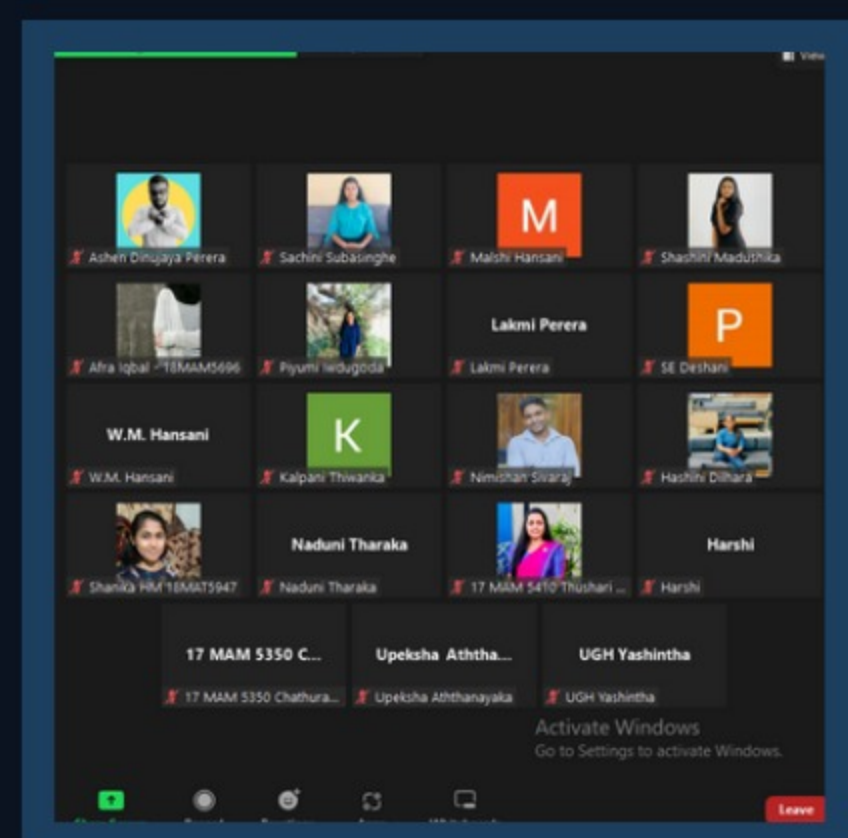 View
Ashen Dinujaya Perera
Sachini Subasinghe
M
Malshi Hansani
Shashini Madushika
Afra Iqbal - 18MAM5696
Piyumi
Lakmi Perera
Lakmi Perera
P
SE Deshani
W.M. Hansani
W.M. Hansani
K
Kalpani Thiwanka
Nimishan Sivaraj
Hashini Dilhara
Shanika HM 18MAT5947
Naduni Tharaka
Naduni Tharaka
17 MAM 5410 Thushari ...
Harshi
Harshi
17 MAM 5350 C...
17 MAM 5350 Chathura...
Upeksha Aththa...
Upeksha Aththanayaka
UGH Yashintha
UGH Yashintha
Activate Windows
Go to Settings to activate Windows.
Leave